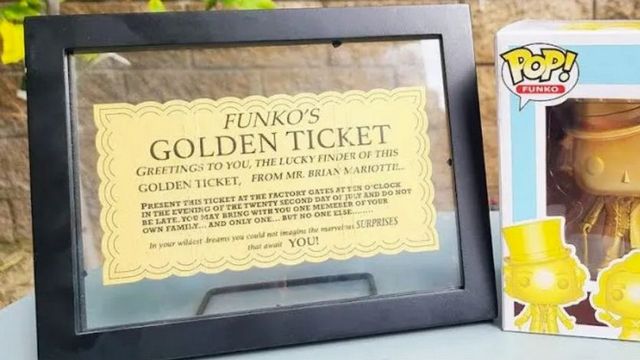 FUNKO'S
GOLDEN TICKET
GREETINGS TO YOU, THE LUCKY FINDER OF THIS
GOLDEN TICKET, FROM MR. BRIAN MARIOTTI...
PRESENT THIS TICKET AT THE FACTORY GATES AT TEN O'CLOCK
IN THE EVENING OF THE TWENTY SECOND DAY OF JULY AND DO NOT
BE LATE. YOU MAY BRING WITH YOU ONE MEMEBER OF YOUR
OWN FAMILY... AND ONLY ONE... BUT NO ONE ELSE........
In your wildest dreams you could not imagine the marvelous SURPRISES
that await YOU!
POP!
FUNKO